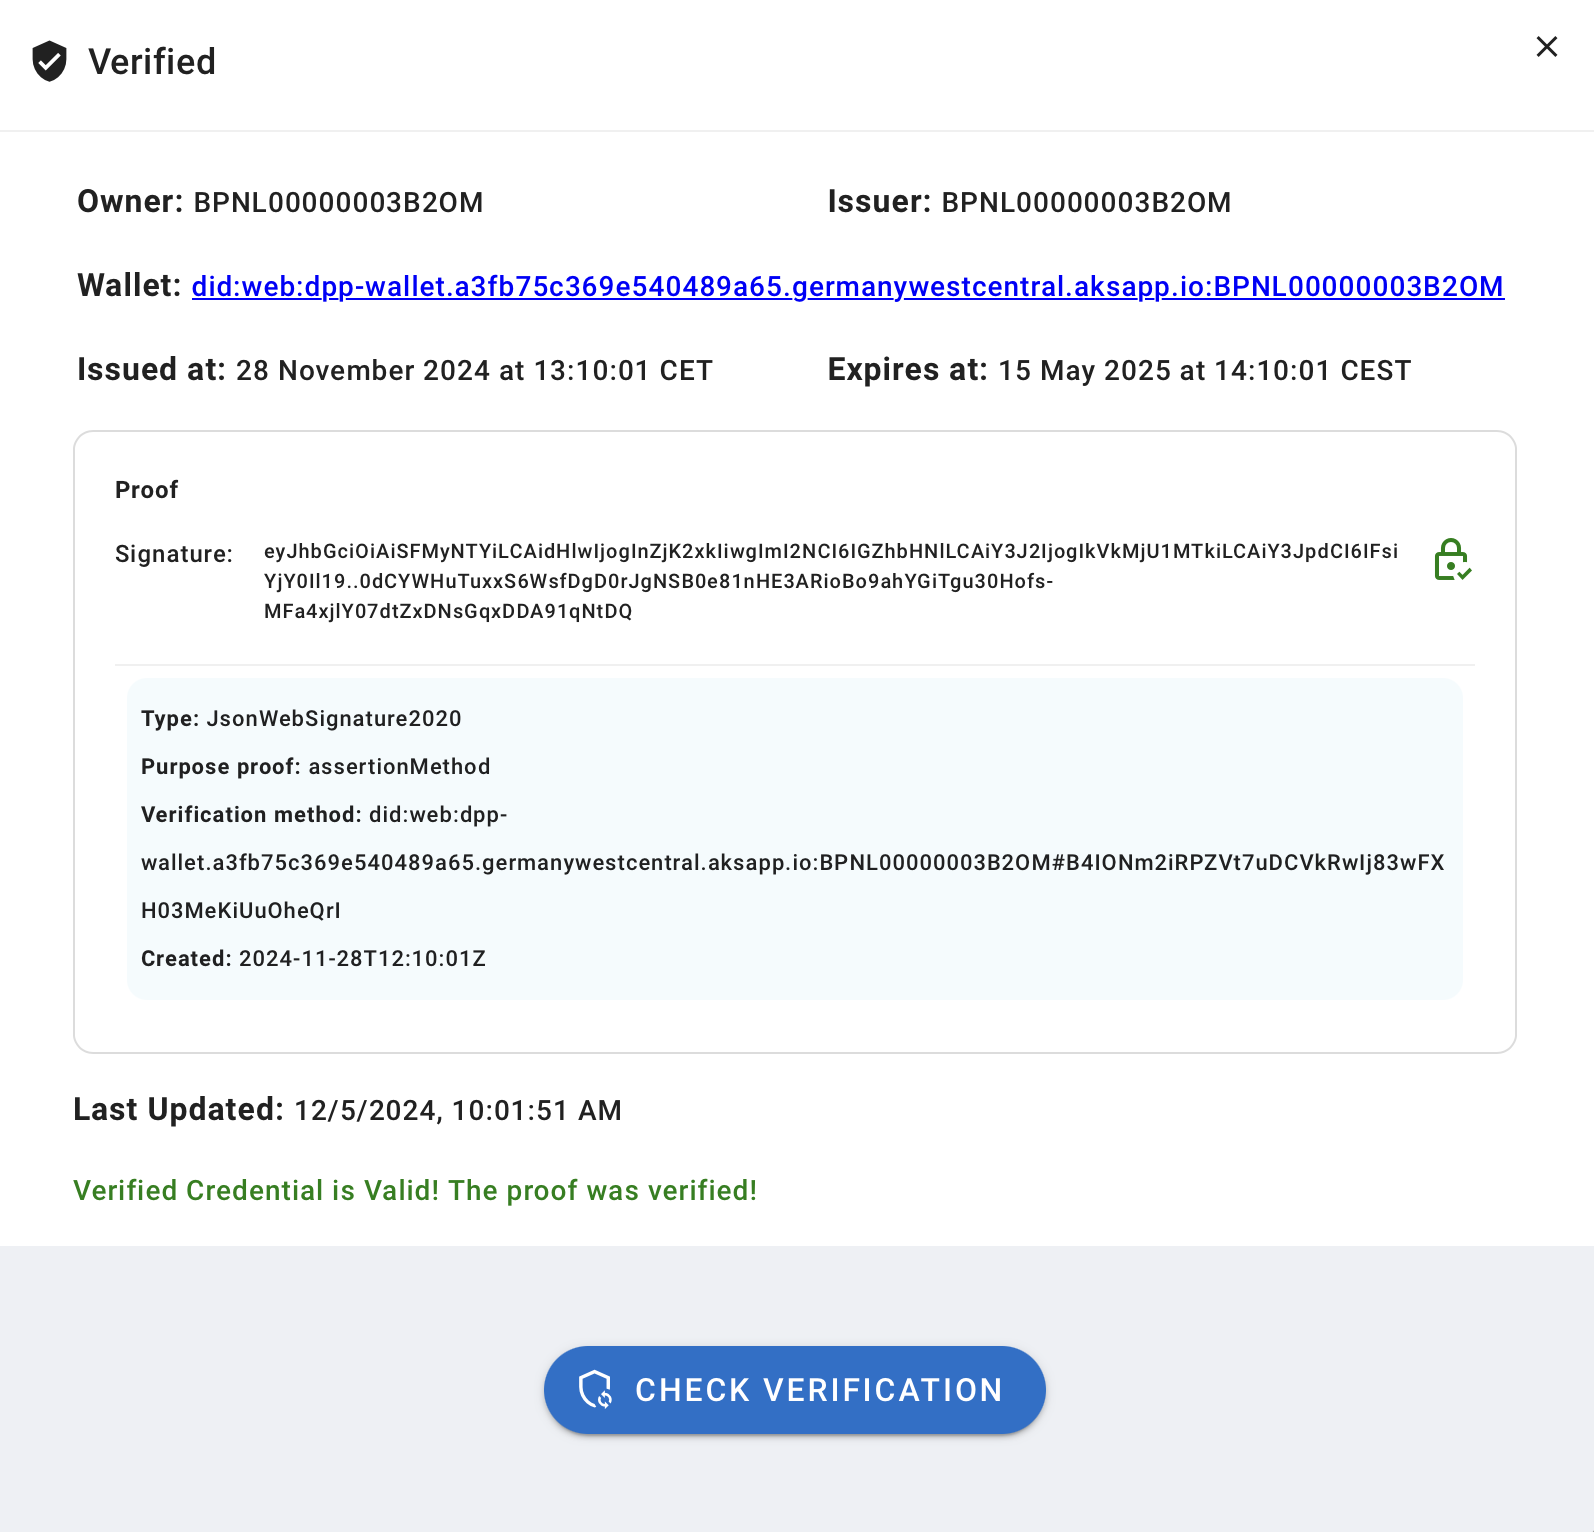 Verified
Owner: BPNL00000003B2OM
Issuer: BPNL00000003B2OM
Wallet: did:web:dpp-wallet.a3fb75c369e540489a65.germanywestcentral.aksapp.io:BPNL00000003B2OM
Issued at: 28 November 2024 at 13:10:01 CET
Expires at: 15 May 2025 at 14:10:01 CEST
Proof
Signature: eyJhbGciOiAiSFMyNTYiLCAidHlwIjogInZjK2xkIiwgImI2NCI6IGZhbHNlLCAiY3J2IjogIkVkMjU1MTkiLCAiY3JpdCI6IFsi
YjY0Il19..0dCYWHuTuxxS6WsfDgD0rJgNSB0e81nHE3ARioBo9ahYGiTgu30Hofs-
MFa4xjlY07dtZxDNsGqxDDA91qNtDQ
Type: JsonWebSignature2020
Purpose proof: assertionMethod
Verification method: did:web:dpp-
wallet.a3fb75c369e540489a65.germanywestcentral.aksapp.io:BPNL00000003B2OM#B4IONm2iRPZVt7uDCVkRwIj83wFX
H03MeKiUuOheQrI
Created: 2024-11-28T12:10:01Z
Last Updated: 12/5/2024, 10:01:51 AM
Verified Credential is Valid! The proof was verified!
CHECK VERIFICATION